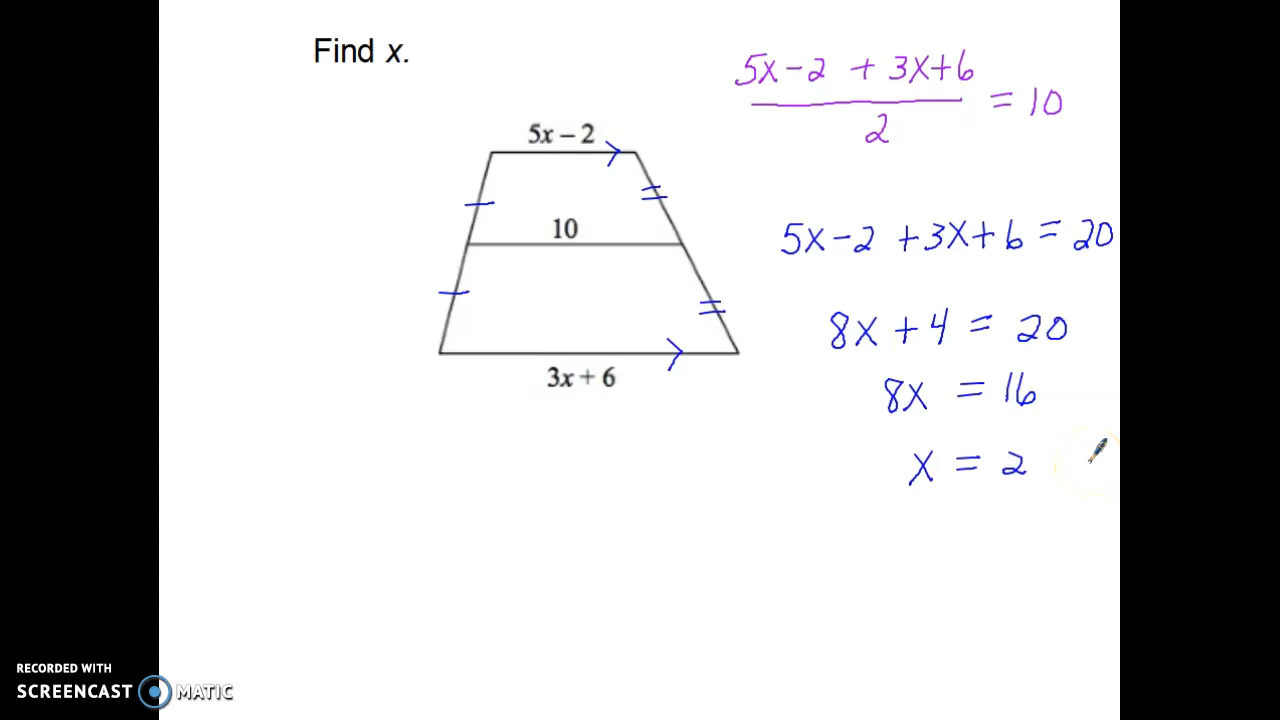 Find x.
5x - 2
10
3x + 6
5x-2 + 3x+6
2
= 10
5x-2 +3x+6 = 20
8x + 4 = 20
8x = 16
x = 2
RECORDED WITH
SCREENCAST MATIC